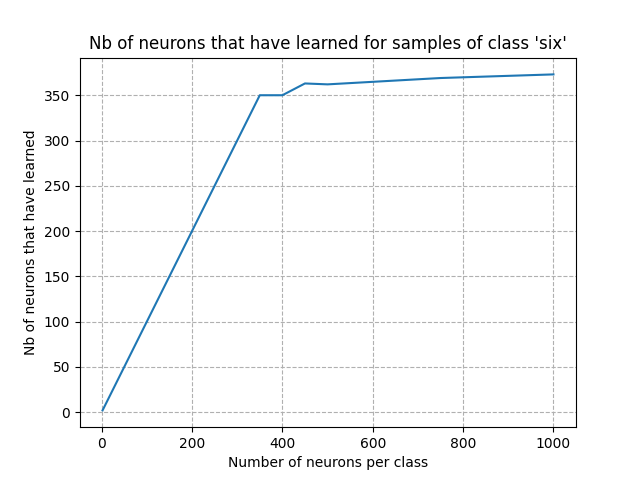 Nb of neurons that have learned for samples of class 'six'
Nb of neurons that have learned
350
300
250
200
150
100
50
0
0 200 400 600 800 1000
Number of neurons per class